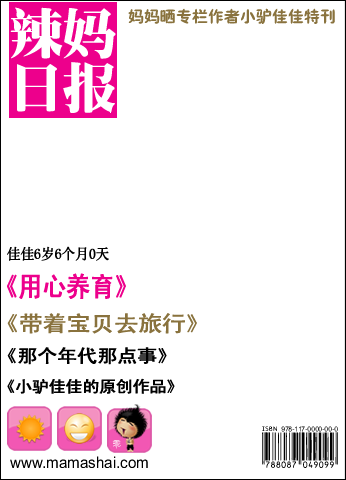 辣妈
日报
妈妈晒专栏作者小驴佳佳特刊
佳佳6岁6个月0天
《用心养育》
《带着宝贝去旅行》
《那个年代那点事》
《小驴佳佳的原创作品》
ISBN 978-117-0000-00-0
788087 049099
www.mamashai.com